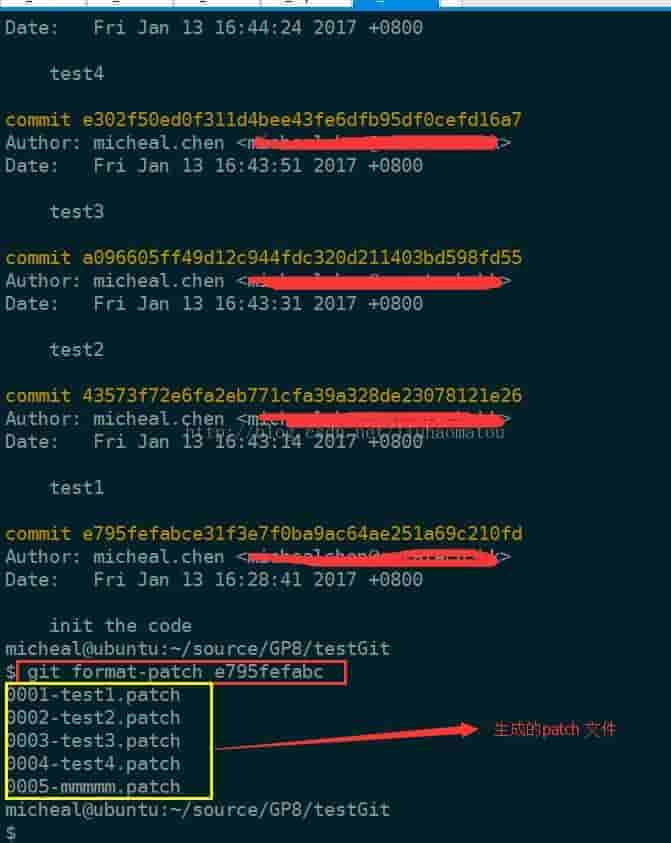 Date:   Fri Jan 13 16:44:24 2017 +0800
test4
commit e302f50ed0f311d4bee43fe6dfb95df0cefd16a7
Author: micheal.chen <
Date:   Fri Jan 13 16:43:51 2017 +0800
test3
commit a096605ff49d12c944fdc320d211403bd598fd55
Author: micheal.chen <
Date:   Fri Jan 13 16:43:31 2017 +0800
test2
commit 43573f72e6fa2eb771cfa39a328de23078121e26
Author: micheal.chen <
Date:   Fri Jan 13 16:43:14 2017 +0800
test1
commit e795fefabce31f3e7f0ba9ac64ae251a69c210fd
Author: micheal.chen <
Date:   Fri Jan 13 16:28:41 2017 +0800
init the code
micheal@ubuntu:~/source/GP8/testGit
$ git format-patch e795fefabc
0001-test1.patch
0002-test2.patch
0003-test3.patch
生成的patch 文件
0004-test4.patch
0005-mmmmm.patch
micheal@ubuntu:~/source/GP8/testGit
$